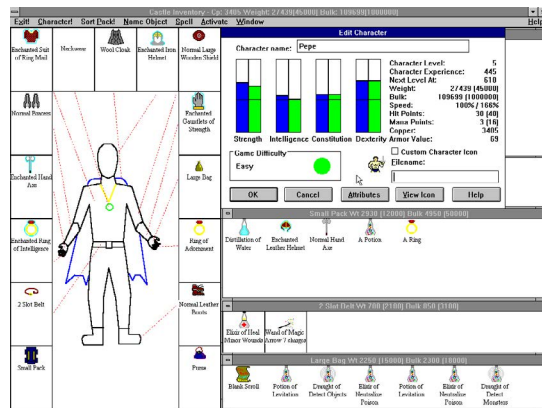 Castle Inventory - Cp: 3405 Weight: 27439[45000] Bulk: 109699[1000000]
Exit! Character! Sort Pack Name Object Spell Activate Window Help
Enchanted Suit
of Ring Mail
Neckwear
Wool Cloak
Enchanted Iron
Helmet
Normal Large
Wooden Shield
Normal Bracers
Enchanted
Gauntlets of
Strength
Enchanted Hand
Axe
Large Bag
Enchanted Ring
of Intelligence
Ring of
Adornment
2 Slot Belt
Normal Leather
Boots
Small Pack
Purse
Edit Character
Character name: Pepe
Character Level: 5
Character Experience: 445
Next Level At: 610
Weight: 27439 [45000]
Bulk: 109699 [1000000]
Speed: 100% / 166%
Hit Points: 30 (40)
Mana Points: 3 (16)
Copper: 3405
Armor Value: 69
Strength Intelligence Constitution Dexterity
Game Difficulty
Easy
Custom Character Icon
Filename:
OK Cancel Attributes View Icon Help
Small Pack Wt 2930 [12000] Bulk 4950 [50000]
Distillation of
Water
Enchanted
Leather Helmet
Normal Hand
Axe
A Potion
A Ring
2 Slot Belt Wt 700 [2100] Bulk 850 [3100]
Elixir of Heal
Minor Wounds
Wand of Magic
Arrow 7 charges
Large Bag Wt 2250 [15000] Bulk 2300 [18000]
Blank Scroll
Potion of
Levitation
Draught of
Detect Objects
Elixir of
Neutralize
Poison
Potion of
Levitation
Elixir of
Neutralize
Poison
Draught of
Detect
Monsters